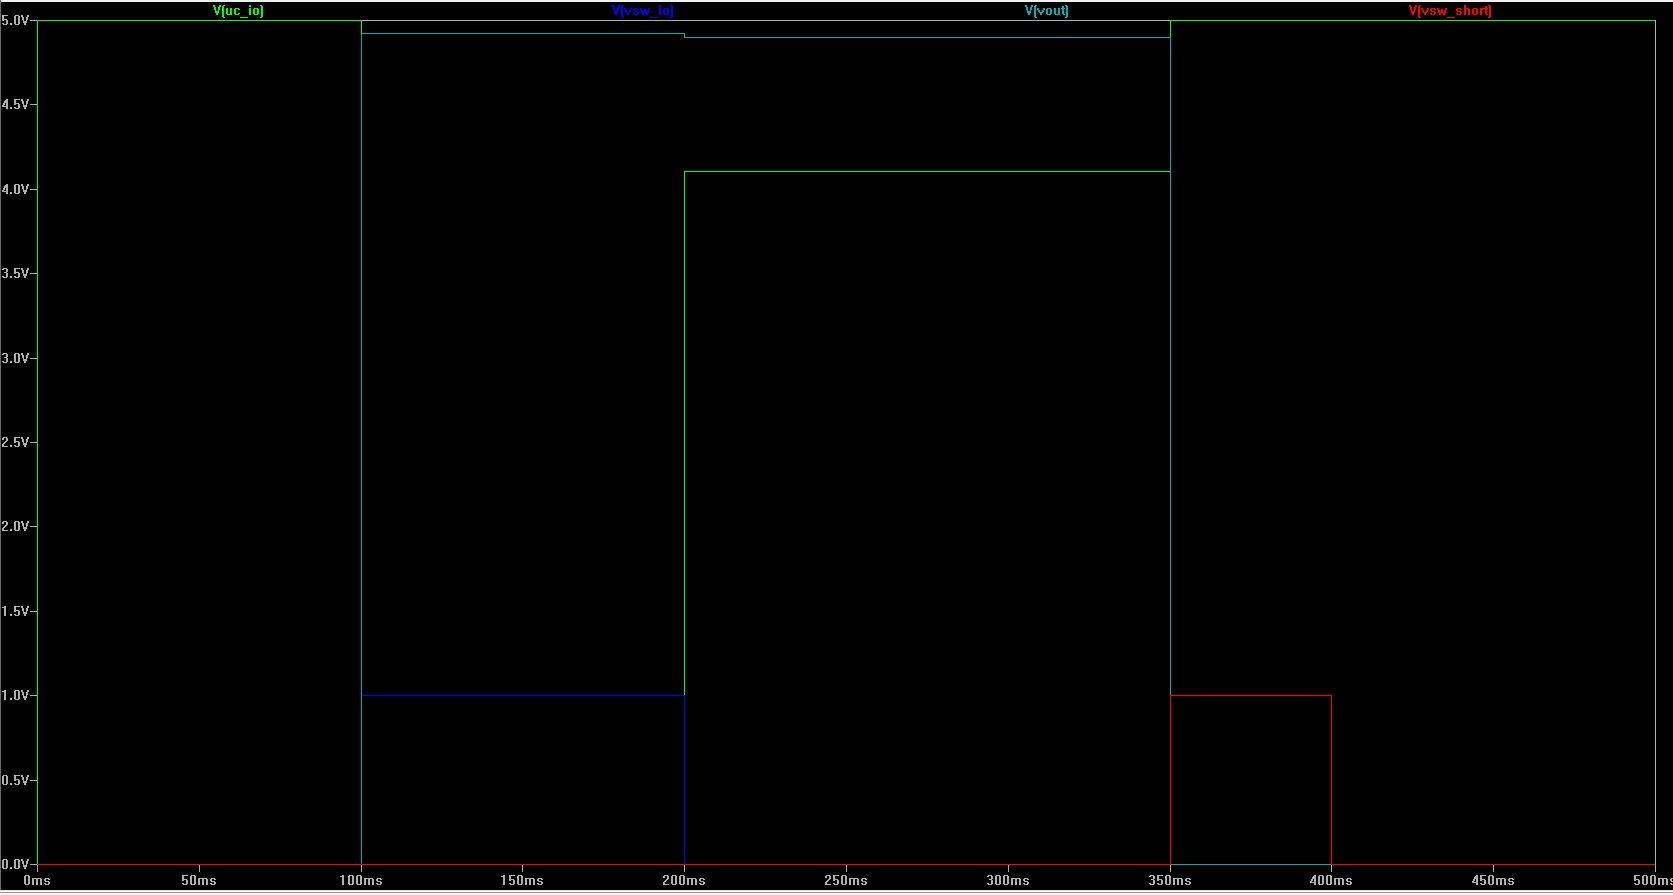 V(uc_io) V(vsw_lo) V(vout) V(vsw_short)
5.0V
4.5V
4.0V
3.5V
3.0V
2.5V
2.0V
1.5V
1.0V
0.5V
0.0V
0ms 50ms 100ms 150ms 200ms 250ms 300ms 350ms 400ms 450ms 500ms